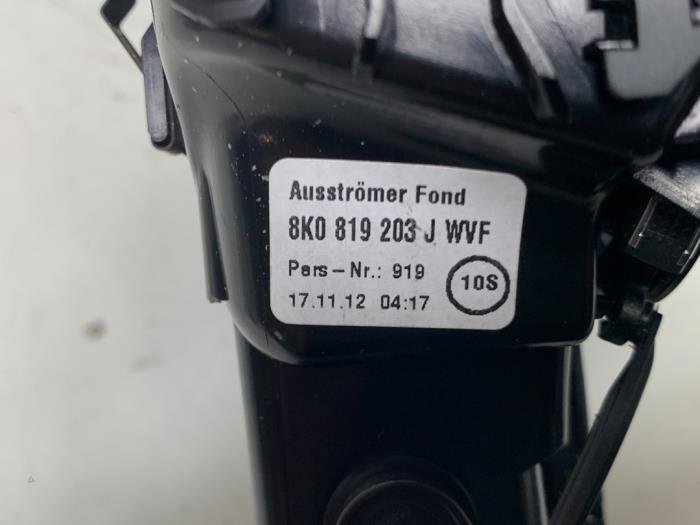 Ausströmer Fond
8K0 819 203 J WVF
Pers-Nr.: 919
10S
17.11.12 04:17